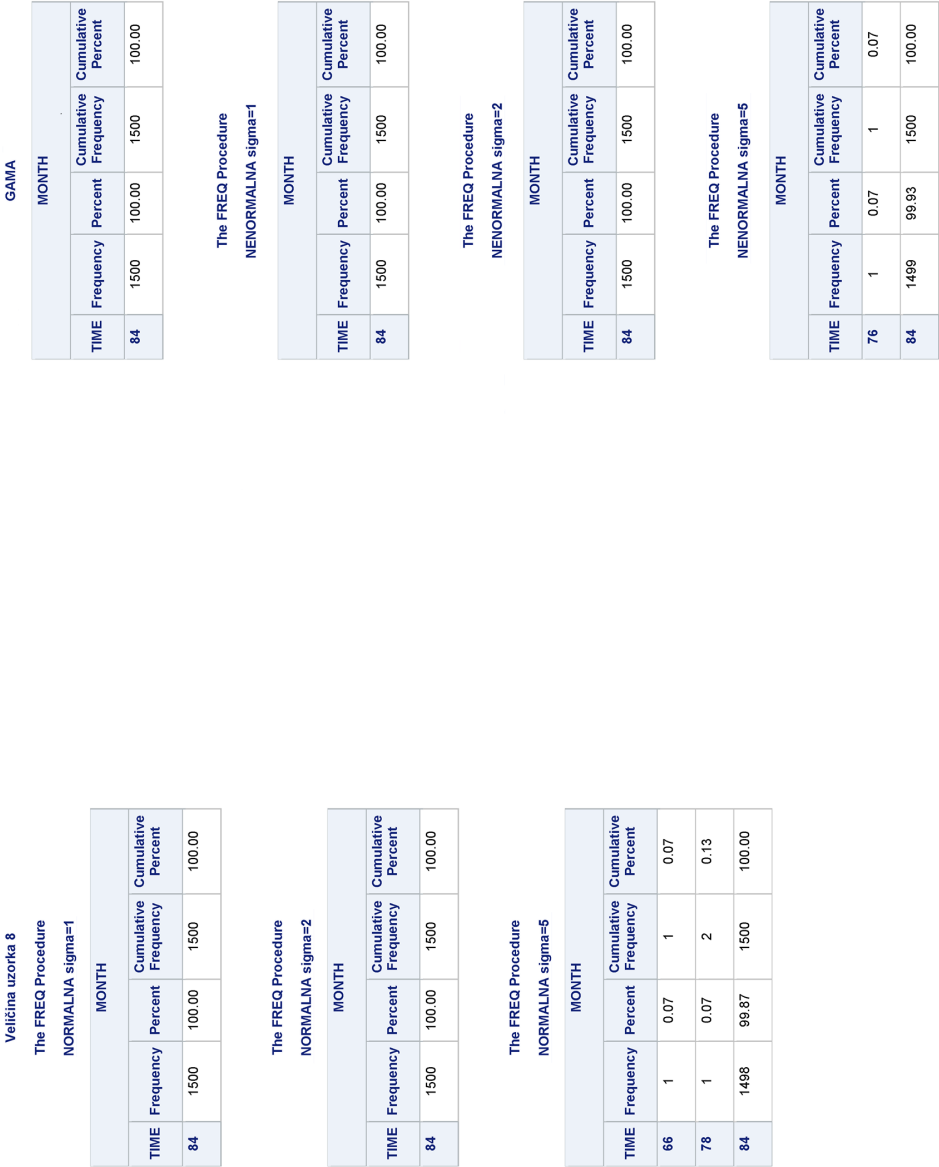 Veličina uzorka 8
The FREQ Procedure
NORMALNA sigma=1
MONTH
TIME Frequency Percent Cumulative Frequency Cumulative Percent
84 1500 100.00 1500 100.00
The FREQ Procedure
NORMALNA sigma=2
MONTH
TIME Frequency Percent Cumulative Frequency Cumulative Percent
84 1500 100.00 1500 100.00
The FREQ Procedure
NORMALNA sigma=5
MONTH
TIME Frequency Percent Cumulative Frequency Cumulative Percent
66 1 0.07 1 0.07
78 1 0.07 2 0.13
84 1498 99.87 1500 100.00
GAMA
MONTH
TIME Frequency Percent Cumulative Frequency Cumulative Percent
84 1500 100.00 1500 100.00
The FREQ Procedure
NENORMALNA sigma=1
MONTH
TIME Frequency Percent Cumulative Frequency Cumulative Percent
84 1500 100.00 1500 100.00
The FREQ Procedure
NENORMALNA sigma=2
MONTH
TIME Frequency Percent Cumulative Frequency Cumulative Percent
84 1500 100.00 1500 100.00
The FREQ Procedure
NENORMALNA sigma=5
MONTH
TIME Frequency Percent Cumulative Frequency Cumulative Percent
76 1 0.07 1 0.07
84 1499 99.93 1500 100.00